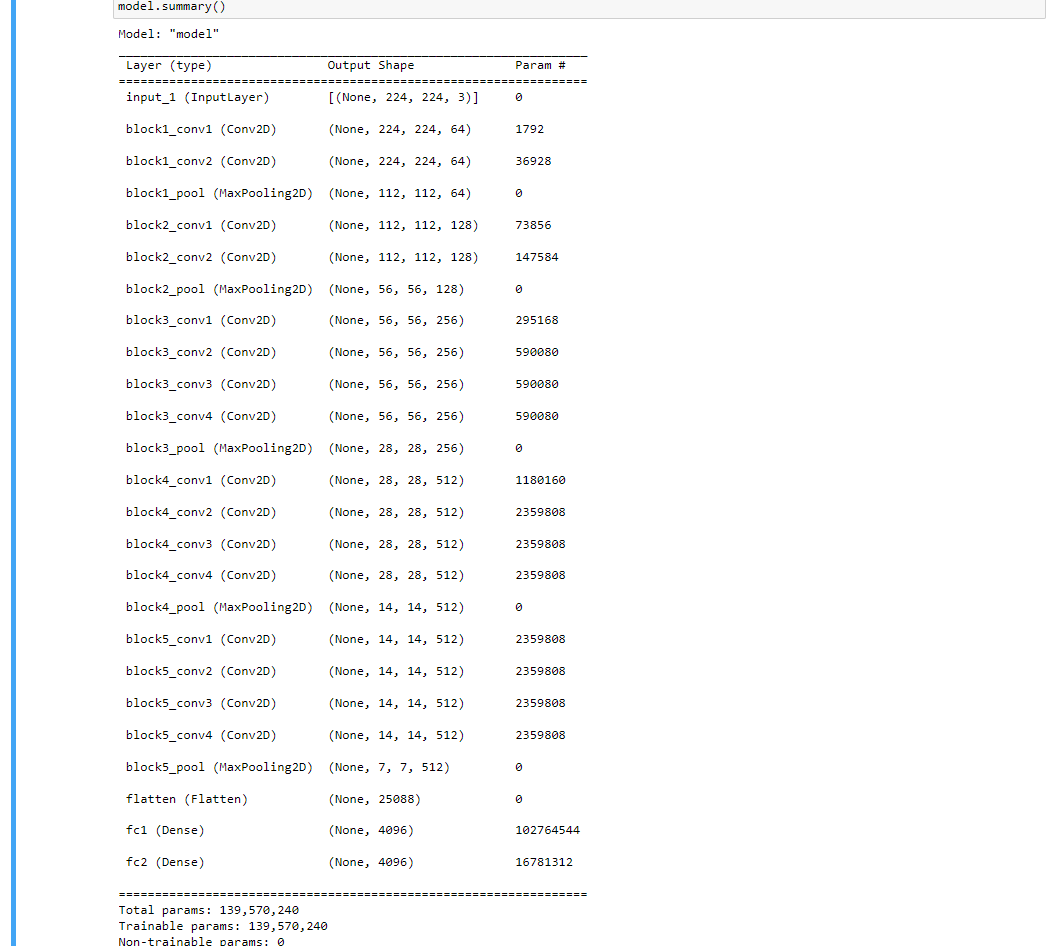 model.summary()
Model: "model"
Layer (type) Output Shape Param #
input_1 (InputLayer) [(None, 224, 224, 3)] 0
block1_conv1 (Conv2D) (None, 224, 224, 64) 1792
block1_conv2 (Conv2D) (None, 224, 224, 64) 36928
block1_pool (MaxPooling2D) (None, 112, 112, 64) 0
block2_conv1 (Conv2D) (None, 112, 112, 128) 73856
block2_conv2 (Conv2D) (None, 112, 112, 128) 147584
block2_pool (MaxPooling2D) (None, 56, 56, 128) 0
block3_conv1 (Conv2D) (None, 56, 56, 256) 295168
block3_conv2 (Conv2D) (None, 56, 56, 256) 590080
block3_conv3 (Conv2D) (None, 56, 56, 256) 590080
block3_conv4 (Conv2D) (None, 56, 56, 256) 590080
block3_pool (MaxPooling2D) (None, 28, 28, 256) 0
block4_conv1 (Conv2D) (None, 28, 28, 512) 1180160
block4_conv2 (Conv2D) (None, 28, 28, 512) 2359808
block4_conv3 (Conv2D) (None, 28, 28, 512) 2359808
block4_conv4 (Conv2D) (None, 28, 28, 512) 2359808
block4_pool (MaxPooling2D) (None, 14, 14, 512) 0
block5_conv1 (Conv2D) (None, 14, 14, 512) 2359808
block5_conv2 (Conv2D) (None, 14, 14, 512) 2359808
block5_conv3 (Conv2D) (None, 14, 14, 512) 2359808
block5_conv4 (Conv2D) (None, 14, 14, 512) 2359808
block5_pool (MaxPooling2D) (None, 7, 7, 512) 0
flatten (Flatten) (None, 25088) 0
fc1 (Dense) (None, 4096) 102764544
fc2 (Dense) (None, 4096) 16781312
Total params: 139,570,240
Trainable params: 139,570,240
Non-trainable params: 0